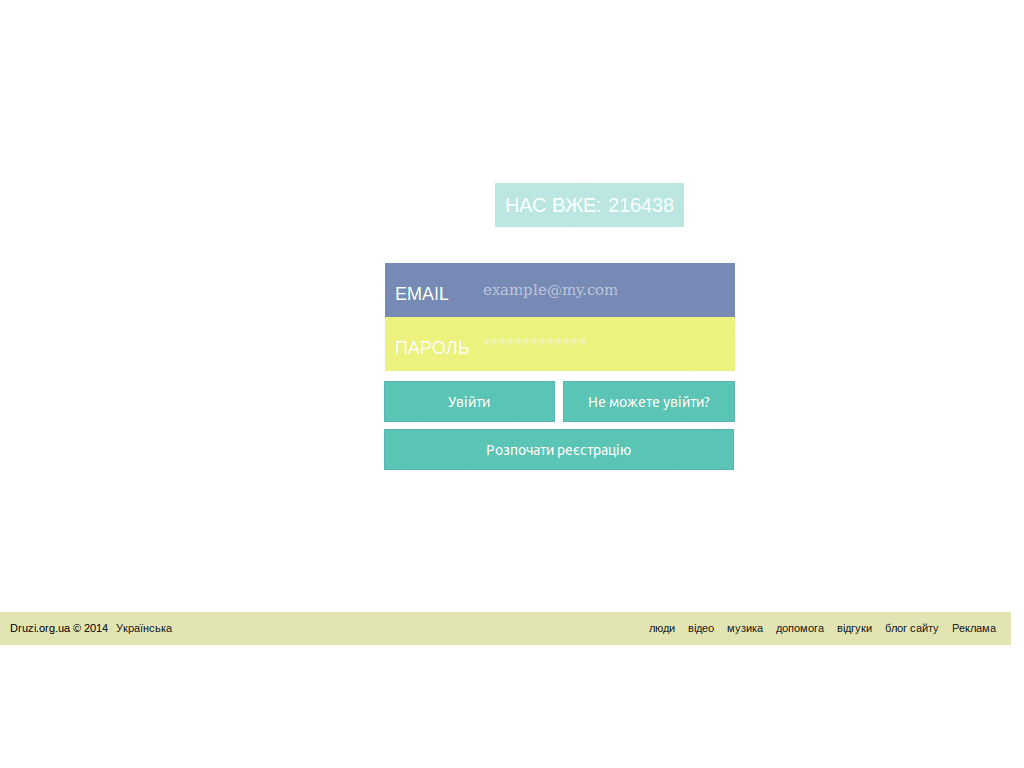 НАС ВЖЕ: 216438
EMAIL example@my.com
ПАРОЛЬ *************
Увійти Не можете увійти?
Розпочати реєстрацію
Druzi.org.ua © 2014 Українська люди відео музика допомога відгуки блог сайту Реклама